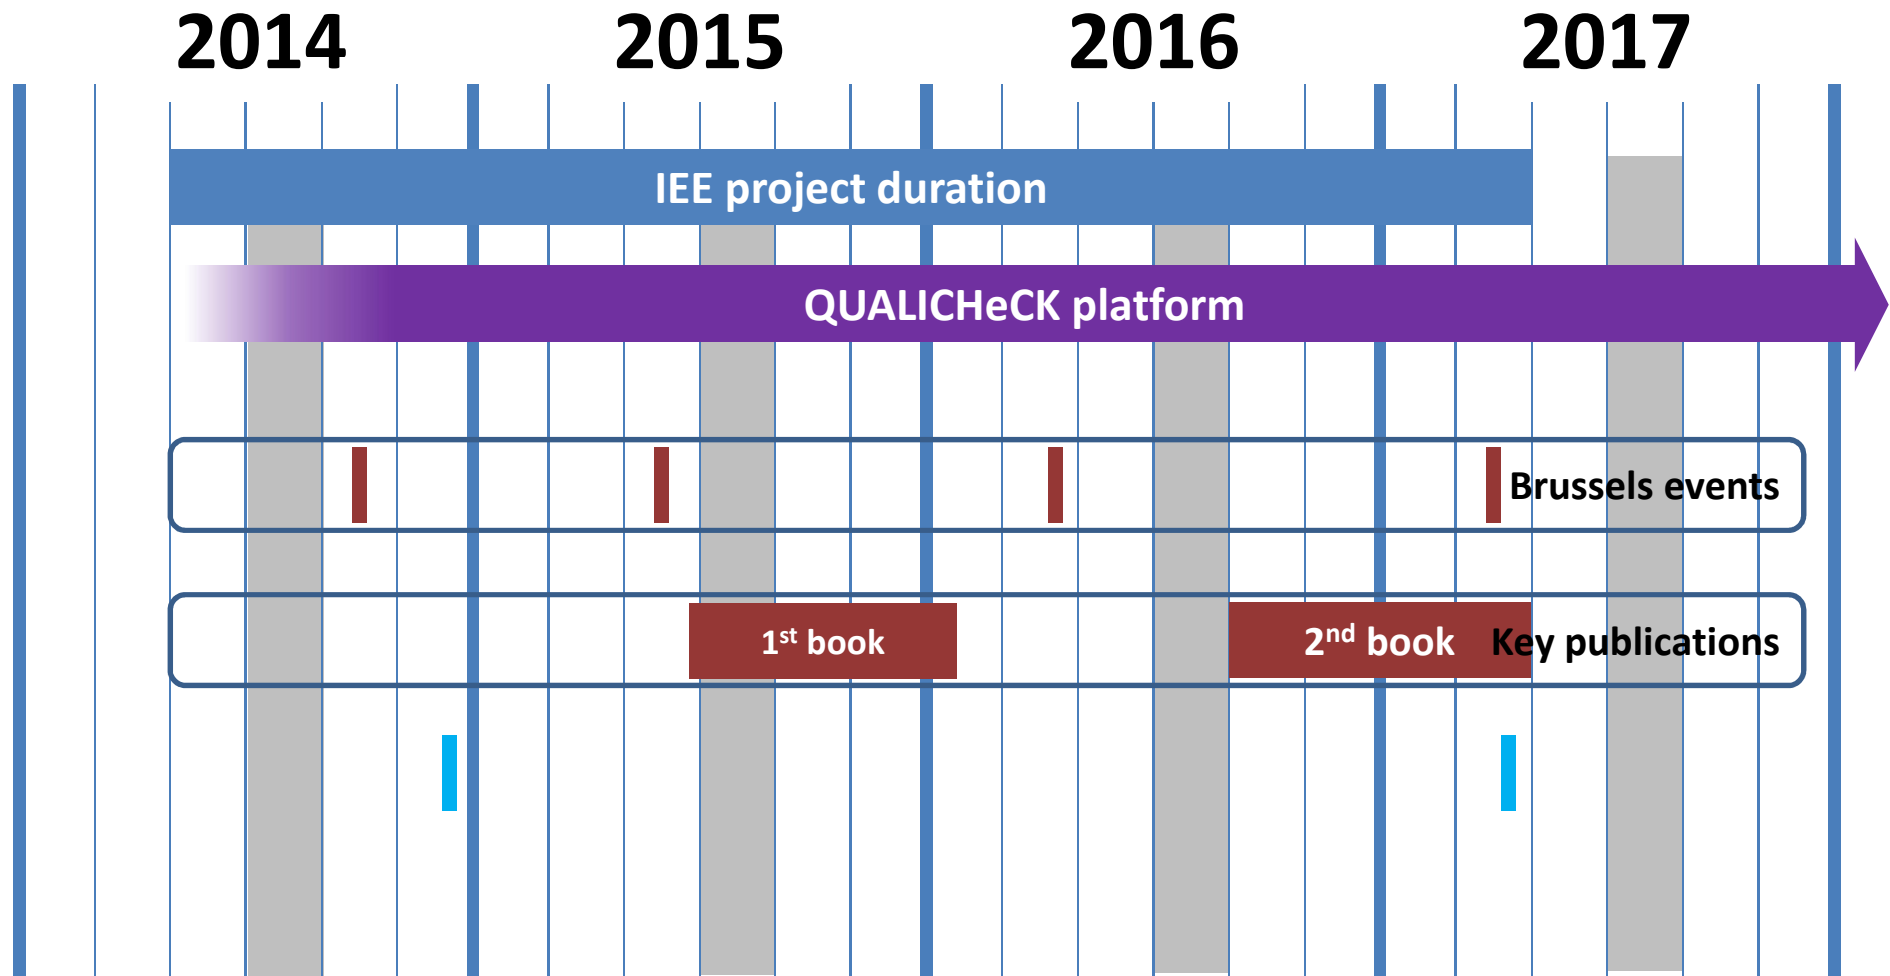 2014 2015 2016 2017
IEE project duration
QUALICHeCK platform
Brussels events
1st book 2nd book Key publications